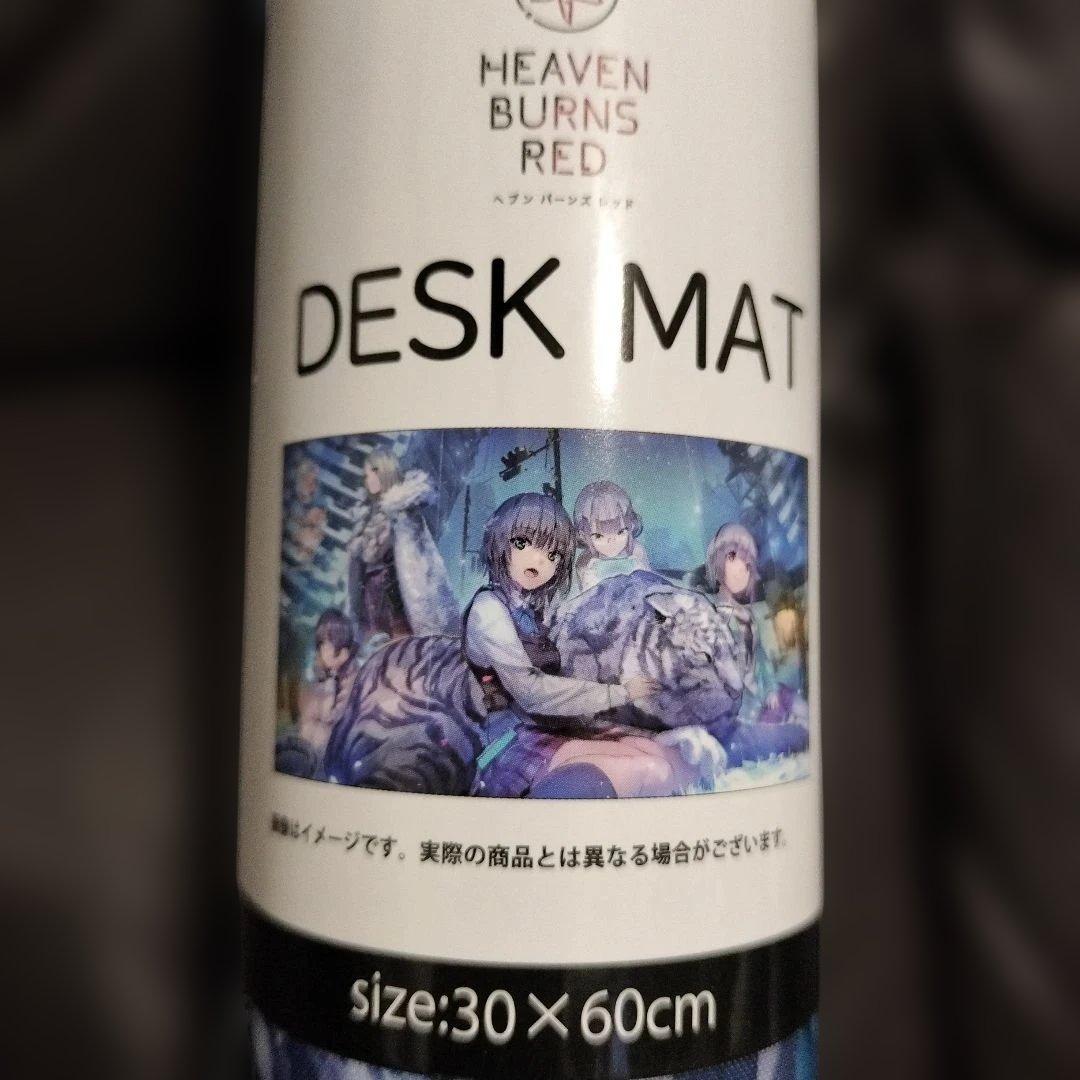 HEAVEN
BURNS
RED
ヘブン バーンズ レッド
DESK MAT
画像はイメージです。実際の商品とは異なる場合がございます。
size:30×60cm